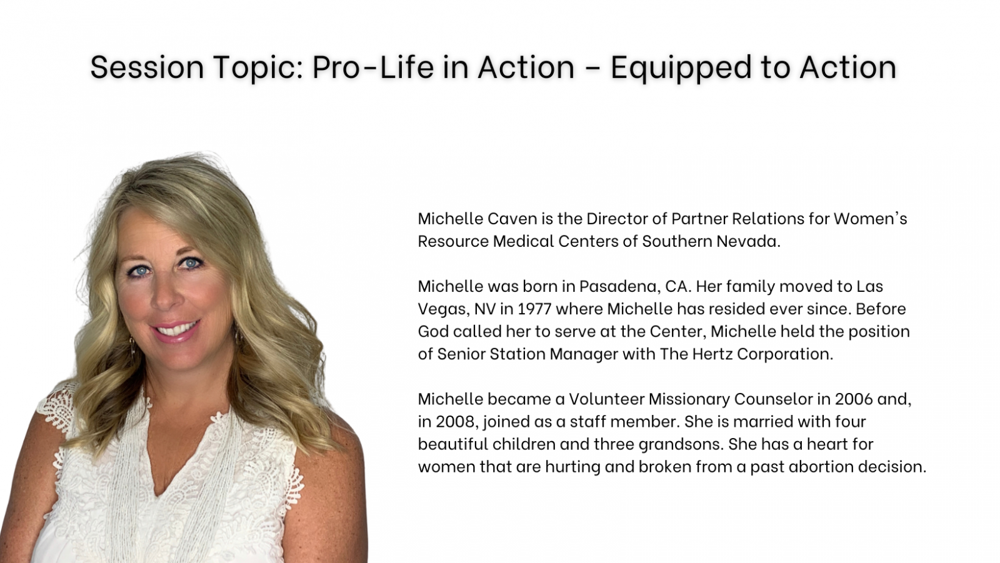 Session Topic: Pro-Life in Action – Equipped to Action
Michelle Caven is the Director of Partner Relations for Women's
Resource Medical Centers of Southern Nevada.
Michelle was born in Pasadena, CA. Her family moved to Las
Vegas, NV in 1977 where Michelle has resided ever since. Before
God called her to serve at the Center, Michelle held the position
of Senior Station Manager with The Hertz Corporation.
Michelle became a Volunteer Missionary Counselor in 2006 and,
in 2008, joined as a staff member. She is married with four
beautiful children and three grandsons. She has a heart for
women that are hurting and broken from a past abortion decision.